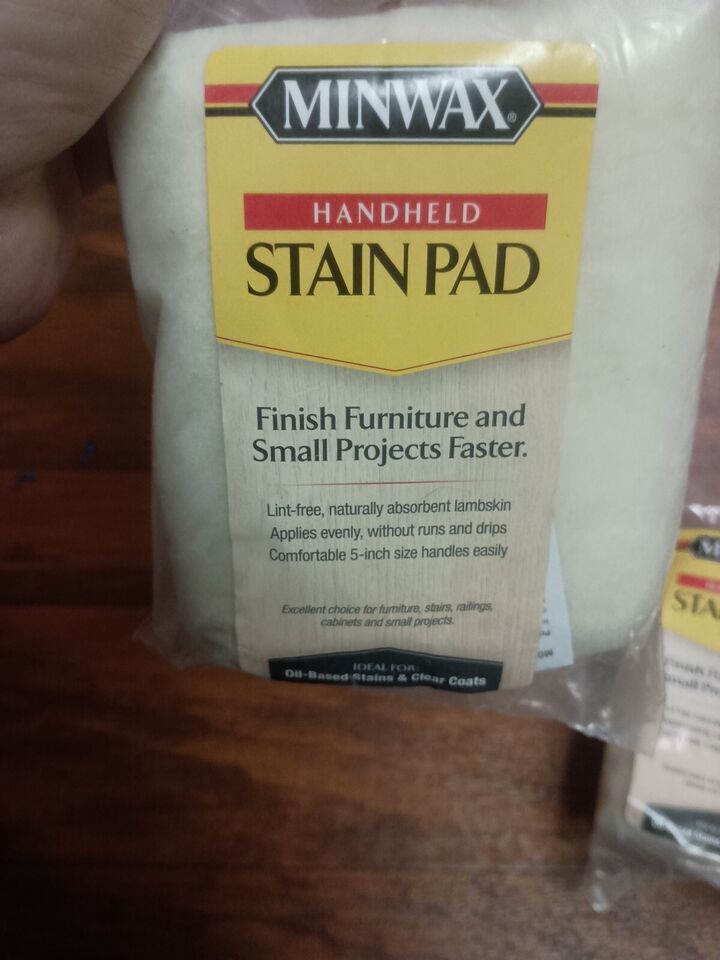 MINWAX®
HANDHELD
STAIN PAD
Finish Furniture and
Small Projects Faster.
Lint-free, naturally absorbent lambskin
Applies evenly, without runs and drips
Comfortable 5-inch size handles easily
Excellent choice for furniture, stairs, railings,
cabinets and small projects.
IDEAL FOR:
Oil-Based Stains & Clear Coats
STA